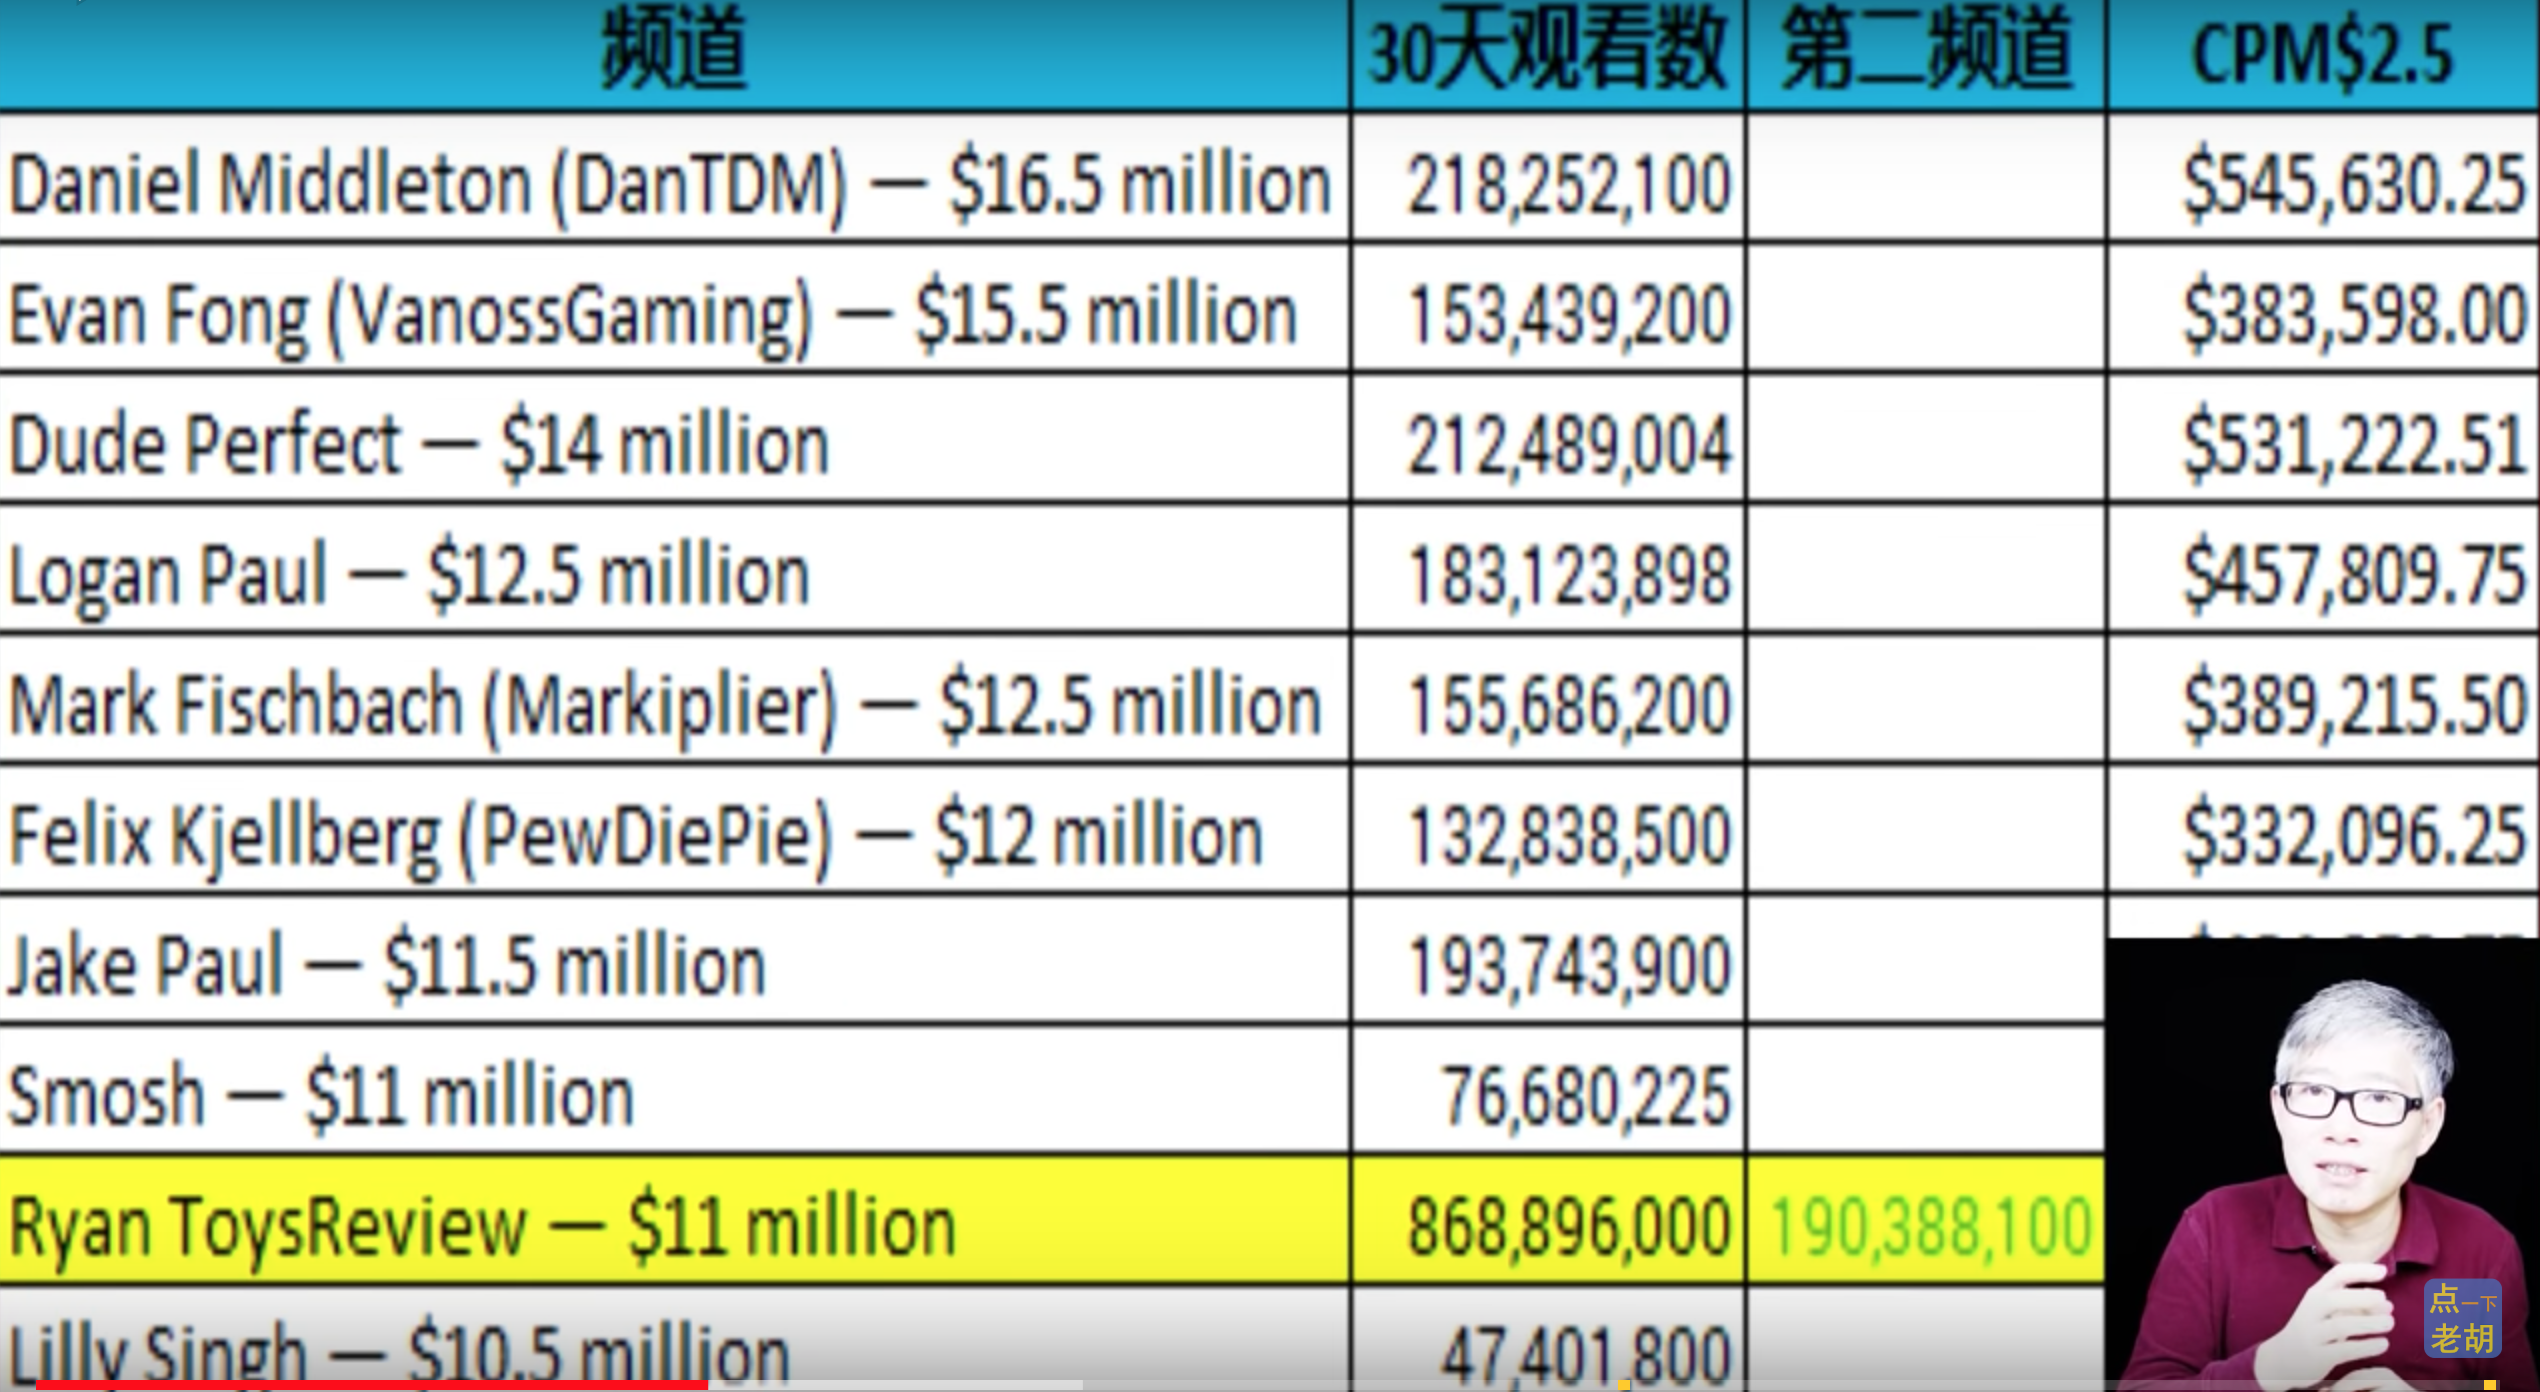 频道 30天观看数 第二频道 CPM$2.5
Daniel Middleton (DanTDM) — $16.5 million 218,252,100 $545,630.25
Evan Fong (VanossGaming) — $15.5 million 153,439,200 $383,598.00
Dude Perfect — $14 million 212,489,004 $531,222.51
Logan Paul — $12.5 million 183,123,898 $457,809.75
Mark Fischbach (Markiplier) — $12.5 million 155,686,200 $389,215.50
Felix Kjellberg (PewDiePie) — $12 million 132,838,500 $332,096.25
Jake Paul — $11.5 million 193,743,900
Smosh — $11 million 76,680,225
Ryan ToysReview — $11 million 868,896,000 190,388,100
Lilly Singh — $10.5 million 47,401,800
点一下
老胡